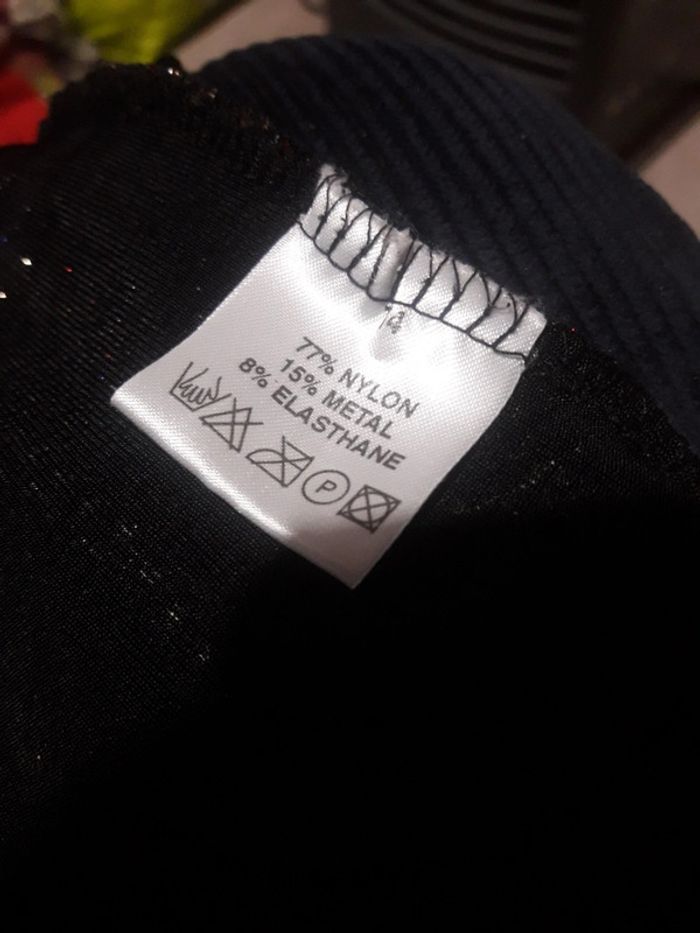 14
77% NYLON
15% METAL
8% ELASTHANE
P